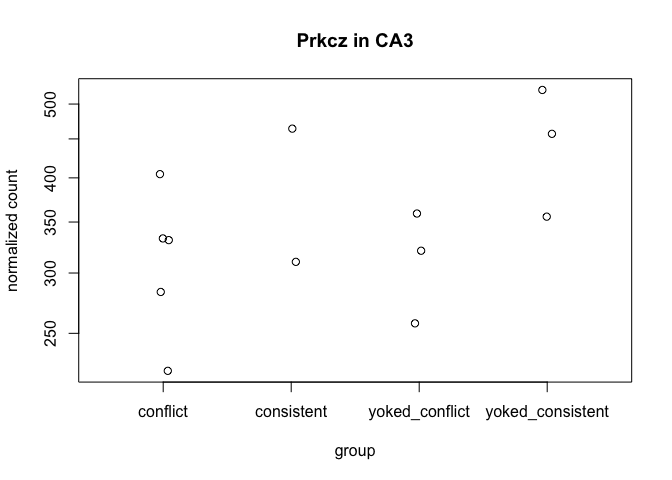 Prkcz in CA3
normalized count
500
400
350
300
250
conflict consistent yoked_conflict yoked_consistent
group